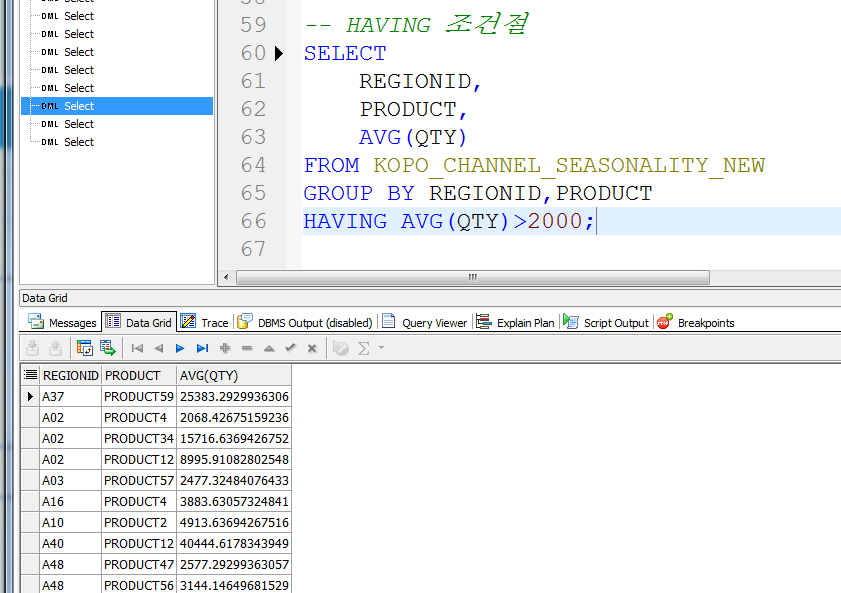 DML Select
DML Select
DML Select
DML Select
DML Select
DML Select
DML Select
DML Select
59 -- HAVING 조건절
60 SELECT
61 REGIONID,
62 PRODUCT,
63 AVG(QTY)
64 FROM KOPO_CHANNEL_SEASONALITY_NEW
65 GROUP BY REGIONID,PRODUCT
66 HAVING AVG(QTY)>2000;
67
Data Grid
Messages Data Grid Trace DBMS Output (disabled) Query Viewer Explain Plan Script Output Breakpoints
REGIONID PRODUCT AVG(QTY)
A37 PRODUCT59 25383.2929936306
A02 PRODUCT4 2068.42675159236
A02 PRODUCT34 15716.6369426752
A02 PRODUCT12 8995.91082802548
A03 PRODUCT57 2477.32484076433
A16 PRODUCT4 3883.63057324841
A10 PRODUCT2 4913.63694267516
A40 PRODUCT12 40444.6178343949
A48 PRODUCT47 2577.29299363057
A48 PRODUCT56 3144.14649681529